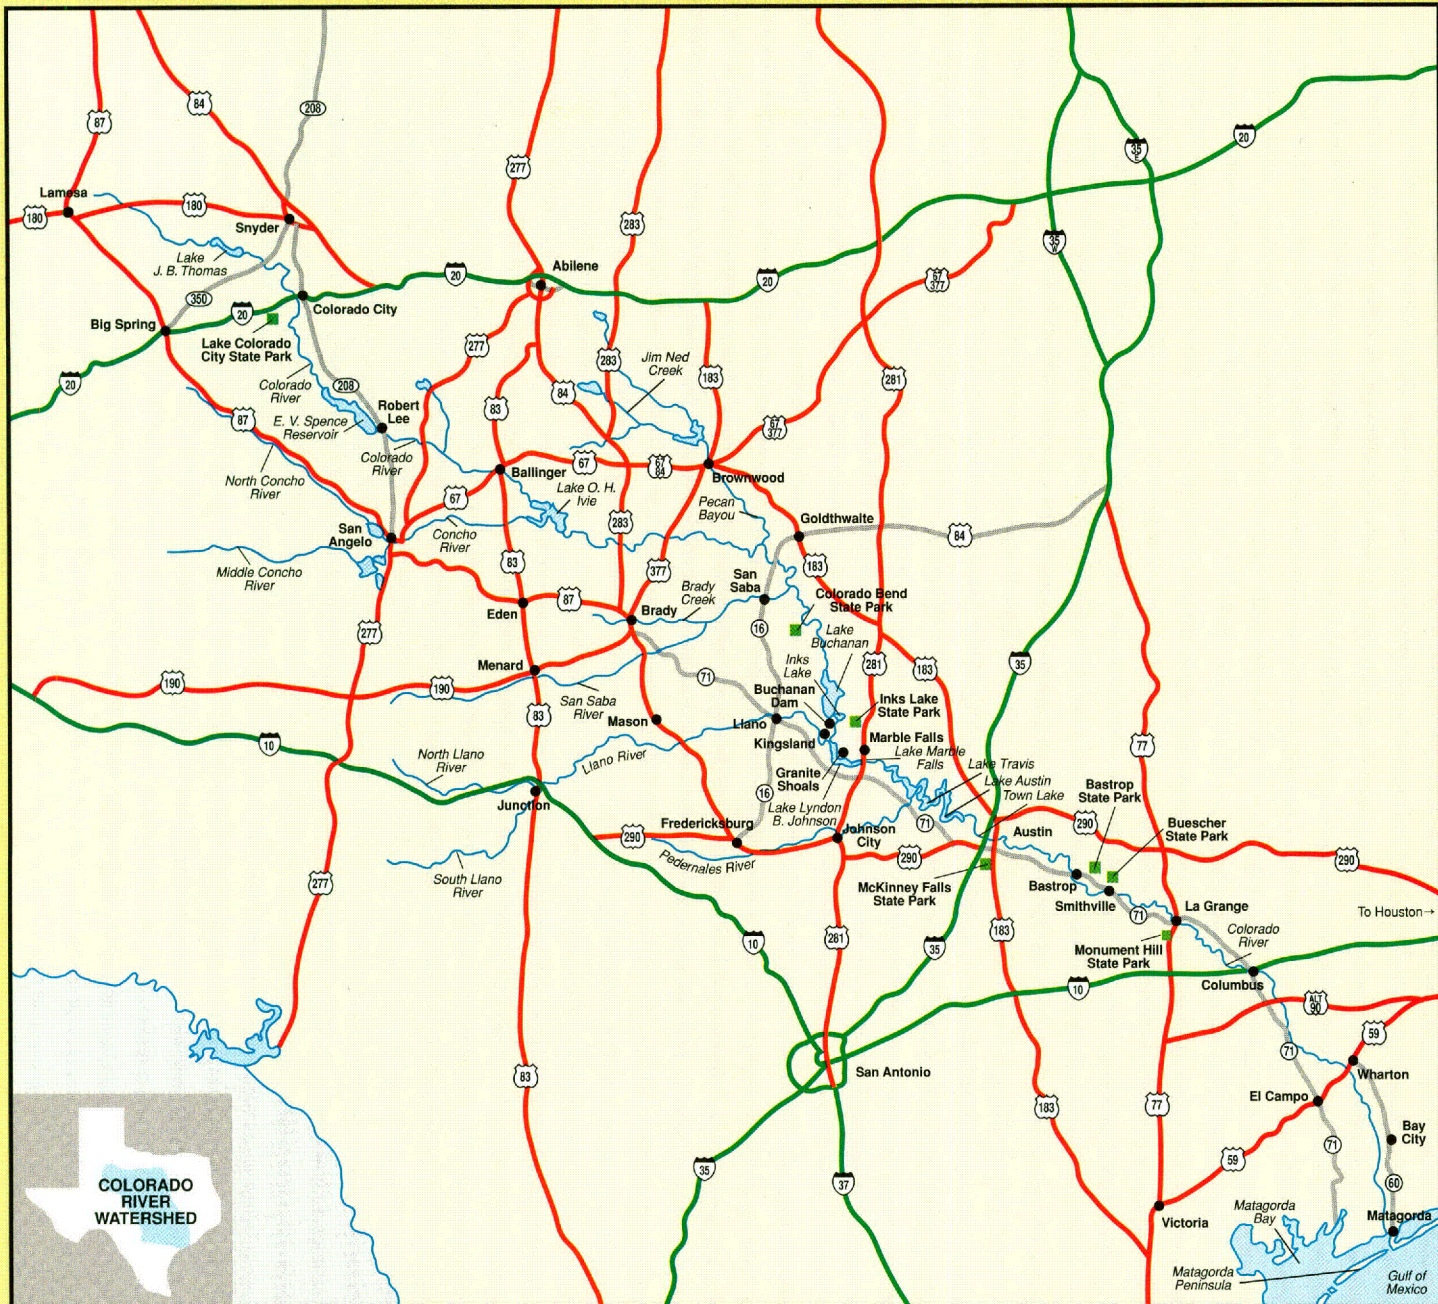 208
84
87
277
35
E
20
Lamesa
180
180
Snyder
283
35
W
Lake
J. B. Thomas
20
Abilene
20
67
377
350
Colorado City
20
Big Spring
Lake Colorado
City State Park
277
283
Jim Ned
Creek
20
Colorado
River
208
84
183
281
87
E. V. Spence
Reservoir
Robert
Lee
83
67
377
Colorado
River
North Concho
River
67
Ballinger
67
67
84
Brownwood
Lake O. H.
Ivie
Pecan
Bayou
San
Angelo
Concho
River
283
Goldthwaite
84
Middle Concho
River
83
377
183
San
Saba
Brady
Creek
Colorado Bend
State Park
Eden
87
Brady
277
16
Lake
Buchanan
Menard
Inks
Lake
281
183
35
190
190
71
San Saba
River
Buchanan
Dam
Inks Lake
State Park
83
Mason
Llano
Kingsland
Marble Falls
77
10
North Llano
River
Llano River
Lake Marble
Falls
Granite
Shoals
Lake Travis
Lake Austin
Town Lake
Bastrop
State Park
Junction
16
Lake Lyndon
B. Johnson
71
290
Buescher
State Park
Fredericksburg
Johnson
City
Austin
290
290
290
Pedernales River
South Llano
River
277
McKinney Falls
State Park
Bastrop
Smithville
71
La Grange
To Houston→
10
281
35
183
Monument Hill
State Park
Colorado
River
10
Columbus
ALT
90
59
71
San Antonio
Wharton
83
183
77
El Campo
Bay
City
71
59
35
37
60
COLORADO
RIVER
WATERSHED
Victoria
Matagorda
Bay
Matagorda
Matagorda
Peninsula
Gulf of
Mexico